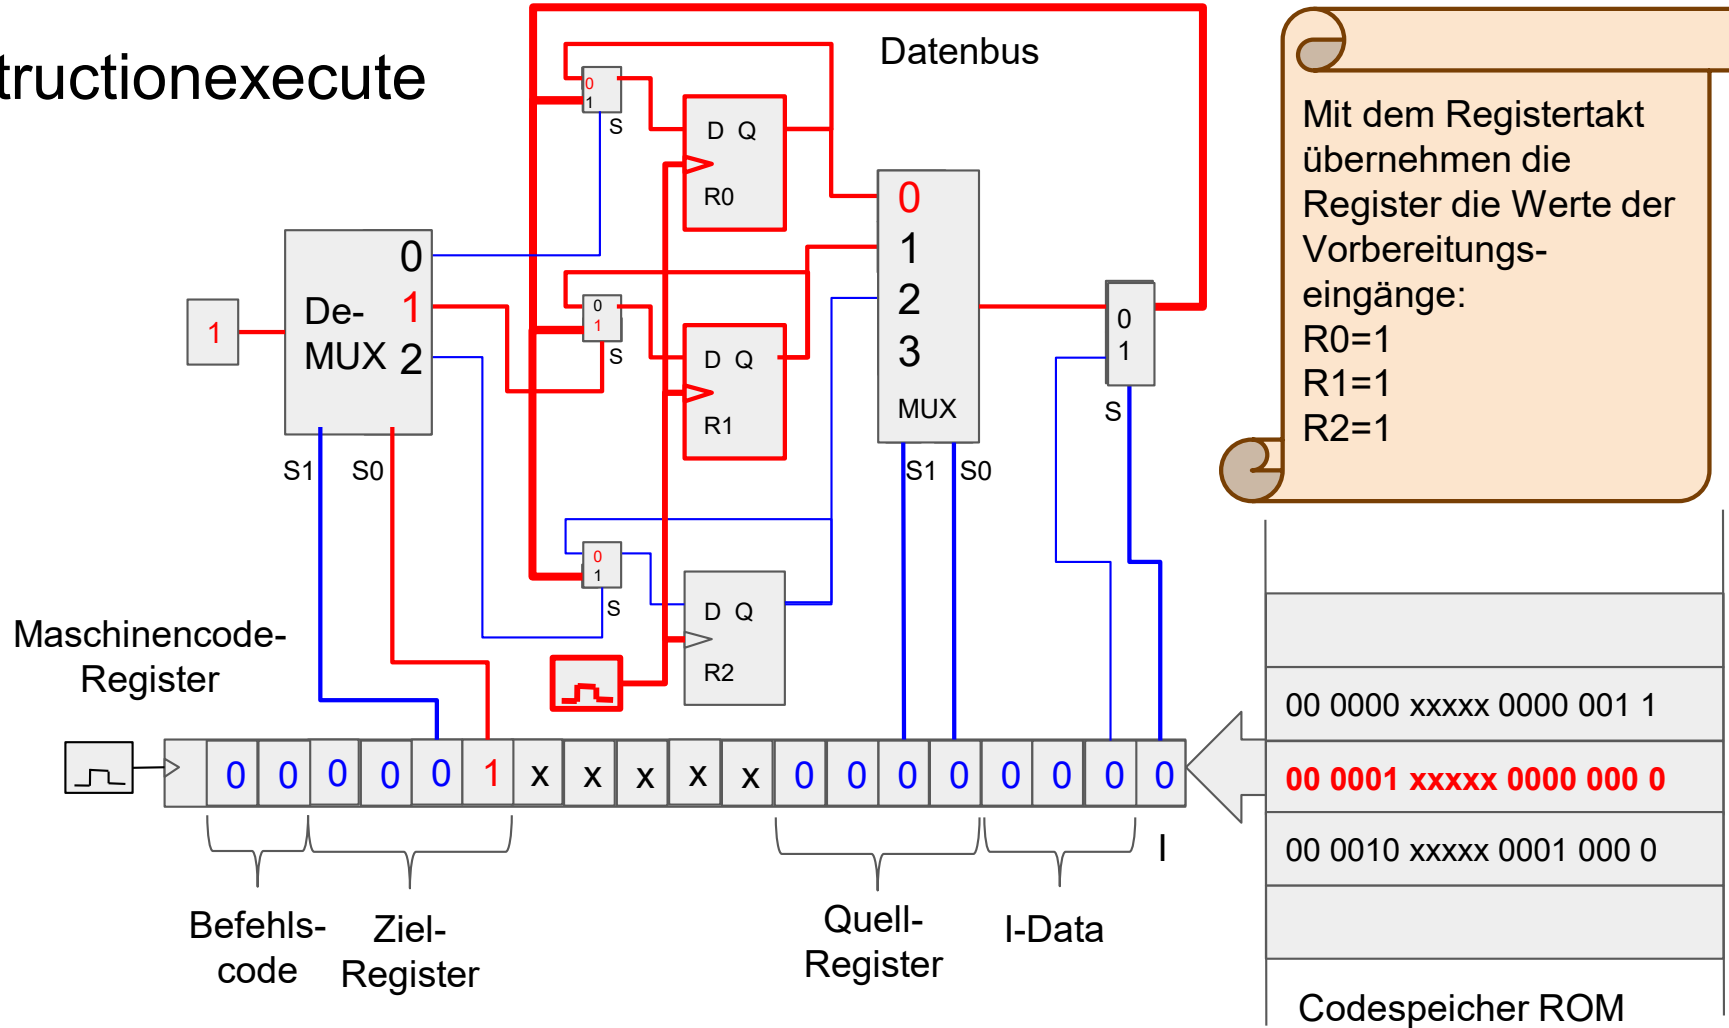 tructionexecute
Datenbus
Mit dem Registertakt
übernehmen die
Register die Werte der
Vorbereitungs-
eingänge:
R0=1
R1=1
R2=1
0
1
S
D Q
R0
0
1
2
3
MUX
S1 S0
0
1
S
1
De-
MUX
0
1
2
S1 S0
0
1
S
D Q
R1
0
1
S
D Q
R2
Maschinencode-
Register
0 0 0 0 0 1 x x x x x 0 0 0 0 0 0 0 0
I
Befehls-
code
Ziel-
Register
Quell-
Register
I-Data
00 0000 xxxxx 0000 001 1
00 0001 xxxxx 0000 000 0
00 0010 xxxxx 0001 000 0
Codespeicher ROM